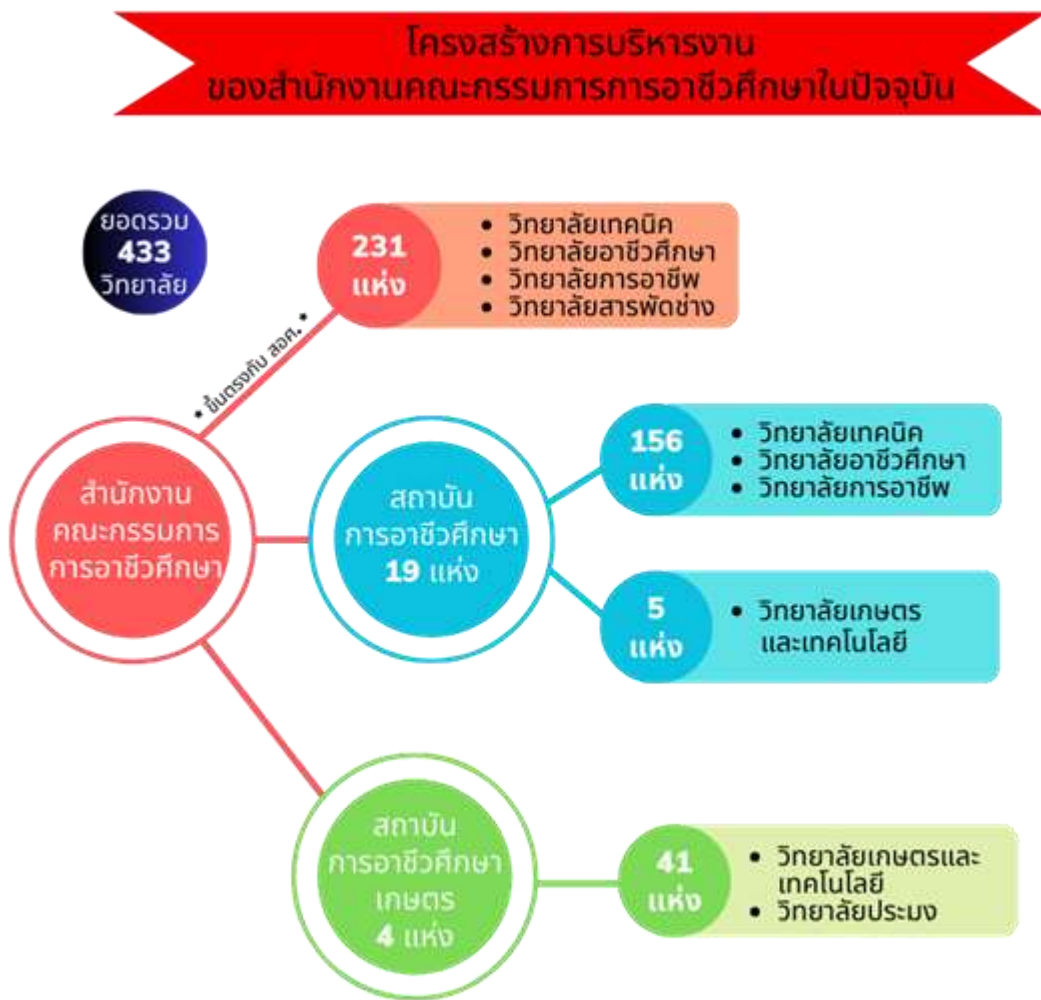 โครงสร้างการบริหารงาน
ของสำนักงานคณะกรรมการการอาชีวศึกษาในปัจจุบัน
ยอดรวม
433
วิทยาลัย
231
แห่ง
• วิทยาลัยเทคนิค
• วิทยาลัยอาชีวศึกษา
• วิทยาลัยการอาชีพ
• วิทยาลัยสารพัดช่าง
* ขึ้นตรงกับ สอศ. *
สำนักงาน
คณะกรรมการ
การอาชีวศึกษา
สถาบัน
การอาชีวศึกษา
19 แห่ง
156
แห่ง
• วิทยาลัยเทคนิค
• วิทยาลัยอาชีวศึกษา
• วิทยาลัยการอาชีพ
5
แห่ง
• วิทยาลัยเกษตร
และเทคโนโลยี
สถาบัน
การอาชีวศึกษา
เกษตร
4 แห่ง
41
แห่ง
• วิทยาลัยเกษตรและ
เทคโนโลยี
• วิทยาลัยประมง